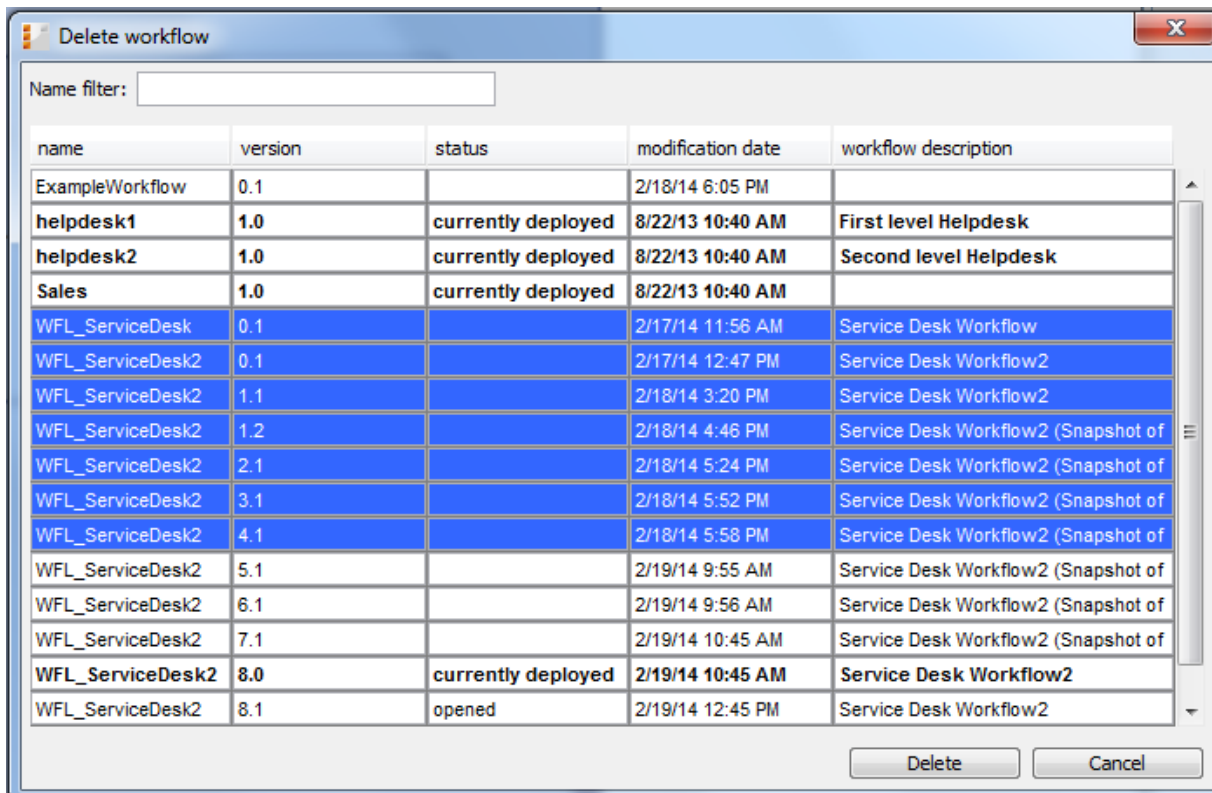 Delete workflow
Name filter:
name version status modification date workflow description
ExampleWorkflow 0.1 2/18/14 6:05 PM
helpdesk1 1.0 currently deployed 8/22/13 10:40 AM First level Helpdesk
helpdesk2 1.0 currently deployed 8/22/13 10:40 AM Second level Helpdesk
Sales 1.0 currently deployed 8/22/13 10:40 AM
WFL_ServiceDesk 0.1 2/17/14 11:56 AM Service Desk Workflow
WFL_ServiceDesk2 0.1 2/17/14 12:47 PM Service Desk Workflow2
WFL_ServiceDesk2 1.1 2/18/14 3:20 PM Service Desk Workflow2
WFL_ServiceDesk2 1.2 2/18/14 4:46 PM Service Desk Workflow2 (Snapshot of
WFL_ServiceDesk2 2.1 2/18/14 5:24 PM Service Desk Workflow2 (Snapshot of
WFL_ServiceDesk2 3.1 2/18/14 5:52 PM Service Desk Workflow2 (Snapshot of
WFL_ServiceDesk2 4.1 2/18/14 5:58 PM Service Desk Workflow2 (Snapshot of
WFL_ServiceDesk2 5.1 2/19/14 9:55 AM Service Desk Workflow2 (Snapshot of
WFL_ServiceDesk2 6.1 2/19/14 9:56 AM Service Desk Workflow2 (Snapshot of
WFL_ServiceDesk2 7.1 2/19/14 10:45 AM Service Desk Workflow2 (Snapshot of
WFL_ServiceDesk2 8.0 currently deployed 2/19/14 10:45 AM Service Desk Workflow2
WFL_ServiceDesk2 8.1 opened 2/19/14 12:45 PM Service Desk Workflow2
Delete Cancel